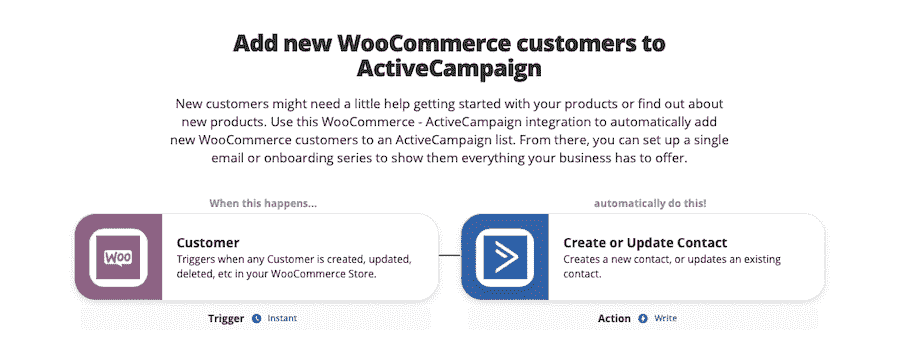 Add new WooCommerce customers to
ActiveCampaign
New customers might need a little help getting started with your products or find out about
new products. Use this WooCommerce - ActiveCampaign integration to automatically add
new WooCommerce customers to an ActiveCampaign list. From there, you can set up a single
email or onboarding series to show them everything your business has to offer.
When this happens...
automatically do this!
Woo
Customer
Triggers when any Customer is created, updated,
deleted, etc in your WooCommerce Store.
Create or Update Contact
Creates a new contact, or updates an existing
contact.
Trigger Instant
Action Write